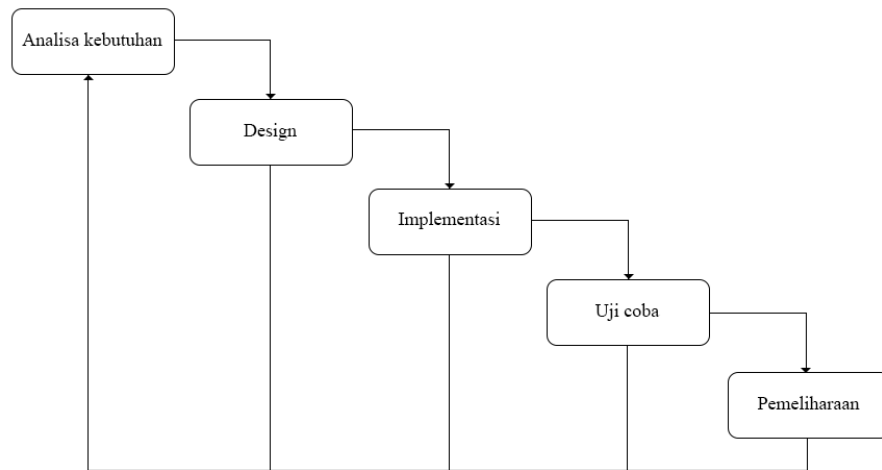 Analisa kebutuhan
Design
Implementasi
Uji coba
Pemeliharaan